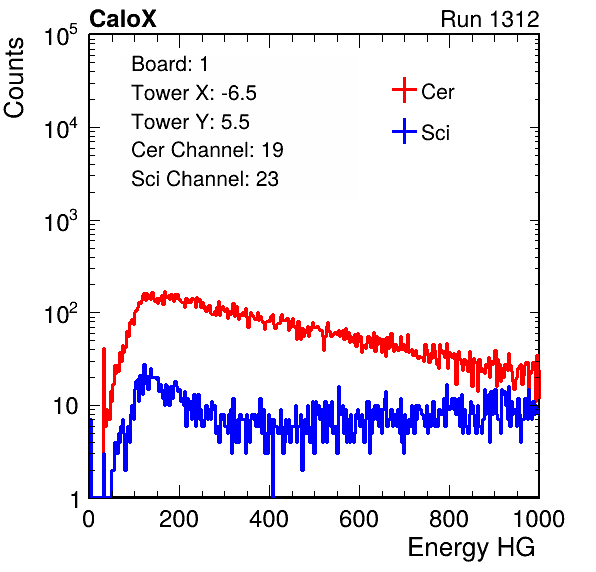 CaloX Run 1312
Counts
10^5
10^4
10^3
10^2
10
1
Board: 1
Tower X: -6.5
Tower Y: 5.5
Cer Channel: 19
Sci Channel: 23
Cer
Sci
0 200 400 600 800 1000
Energy HG